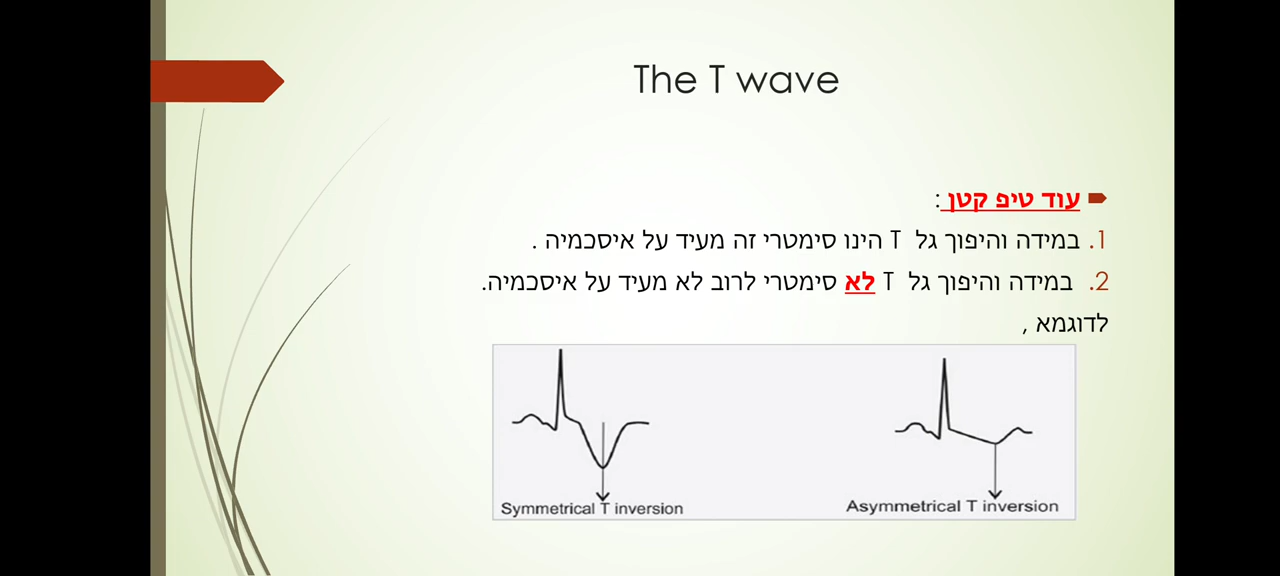 The T wave
עוד טיפ קטן :
1. במידה והיפוך גל T הינו סימטרי זה מעיד על איסכמיה .
2. במידה והיפוך גל T לא סימטרי לרוב לא מעיד על איסכמיה.
לדוגמא ,
Symmetrical T inversion
Asymmetrical T inversion